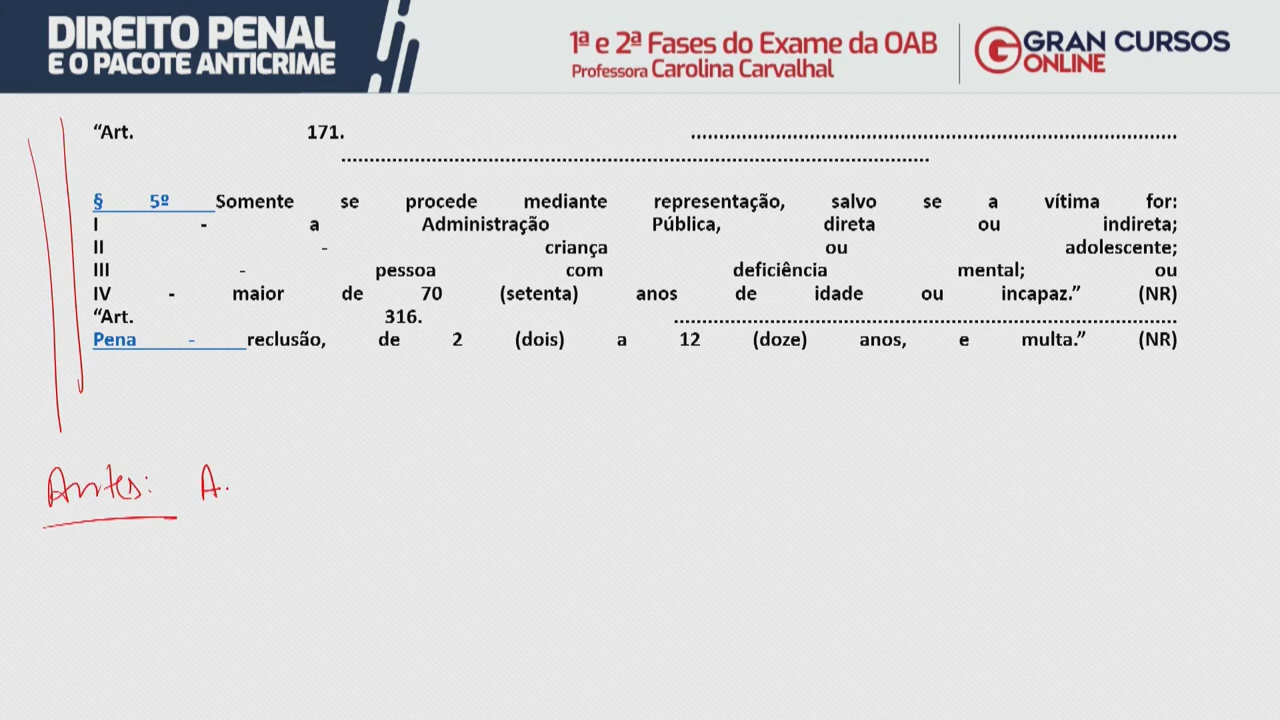 DIREITO PENAL
E O PACOTE ANTICRIME
1ª e 2ª Fases do Exame da OAB
Professora Carolina Carvalhal
GRAN CURSOS
ONLINE
“Art. 171. ......................................................................................
........................................................................................................
§ 5º Somente se procede mediante representação, salvo se a vítima for:
I - a Administração Pública, direta ou indireta;
II - criança ou adolescente;
III - pessoa com deficiência mental; ou
IV - maior de 70 (setenta) anos de idade ou incapaz.” (NR)
“Art. 316. .........................................................................................
Pena - reclusão, de 2 (dois) a 12 (doze) anos, e multa.” (NR)
Antes: A.